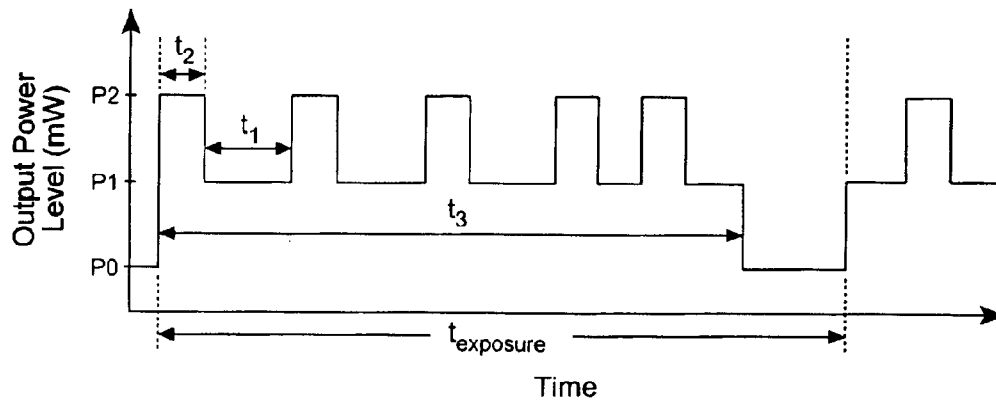 t2
P2
t1
Output Power
Level (mW)
P1
t3
P0
texposure
Time